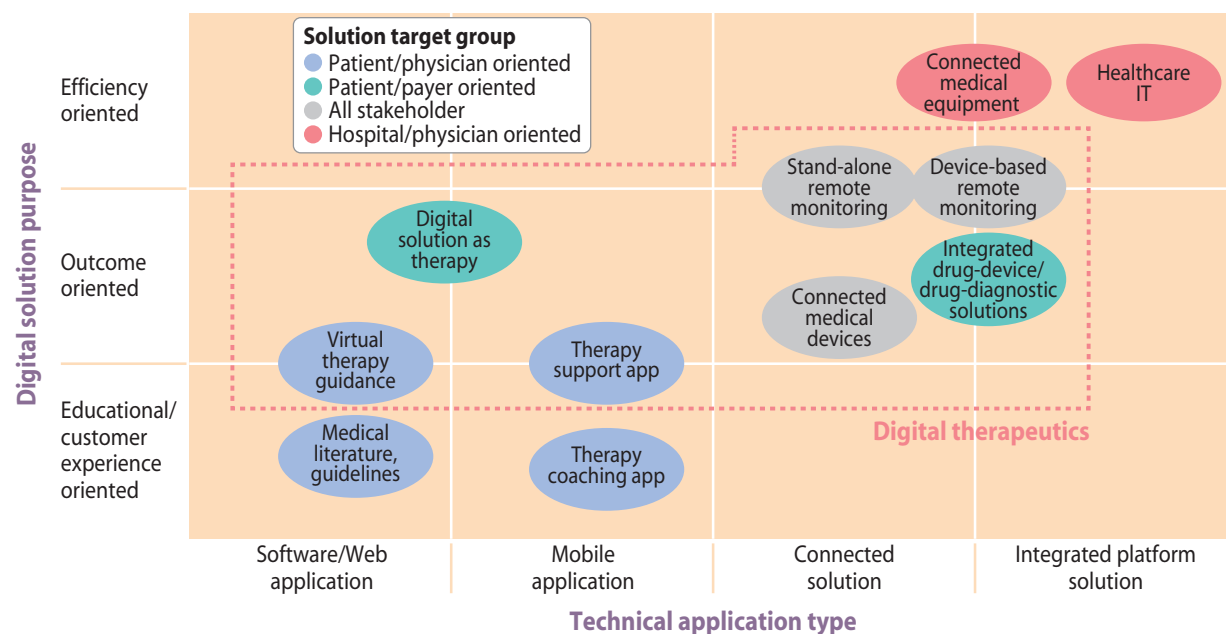 Solution target group
Patient/physician oriented
Patient/payer oriented
All stakeholder
Hospital/physician oriented
Digital solution purpose
Efficiency
oriented
Outcome
oriented
Educational/
customer
experience
oriented
Connected
medical
equipment
Healthcare
IT
Stand-alone
remote
monitoring
Device-based
remote
monitoring
Digital
solution as
therapy
Integrated
drug-device/
drug-diagnostic
solutions
Connected
medical
devices
Virtual
therapy
guidance
Therapy
support app
Digital therapeutics
Medical
literature,
guidelines
Therapy
coaching app
Software/Web
application
Mobile
application
Connected
solution
Integrated platform
solution
Technical application type